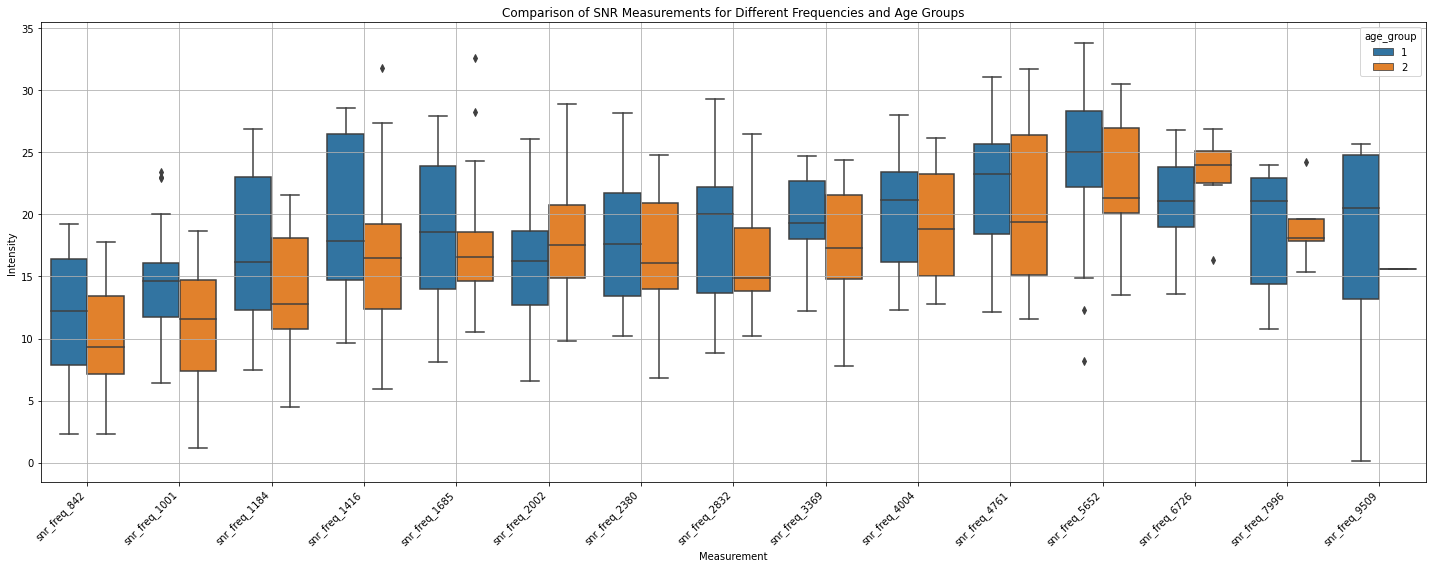 Comparison of SNR Measurements for Different Frequencies and Age Groups
age_group
1
2
Intensity
35
30
25
20
15
10
5
0
snr_freq_842
snr_freq_1001
snr_freq_1184
snr_freq_1416
snr_freq_1685
snr_freq_2002
snr_freq_2380
snr_freq_2832
snr_freq_3369
snr_freq_4004
snr_freq_4761
snr_freq_5652
snr_freq_6726
snr_freq_7996
snr_freq_9509
Measurement